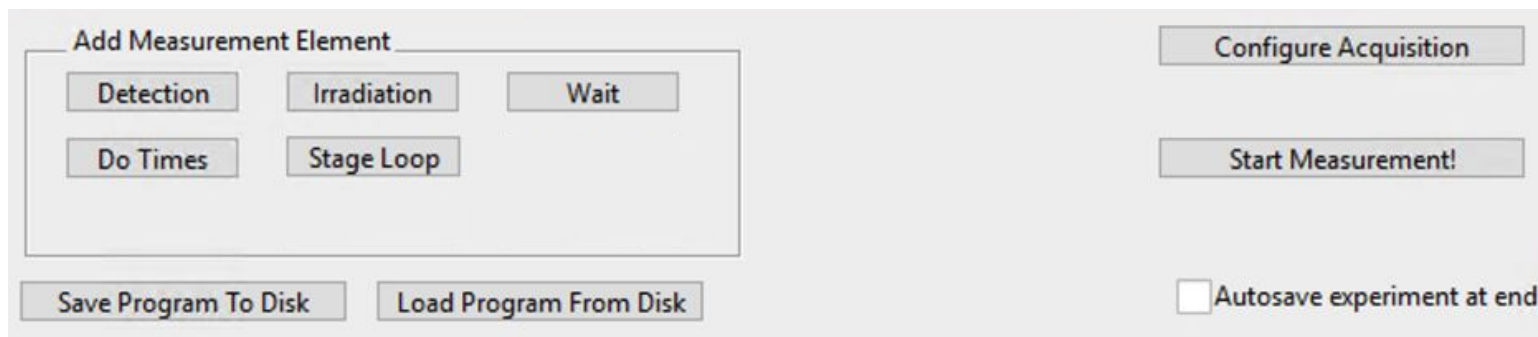 Add Measurement Element
Configure Acquisition
Detection Irradiation Wait
Do Times Stage Loop
Start Measurement!
Save Program To Disk Load Program From Disk
Autosave experiment at end